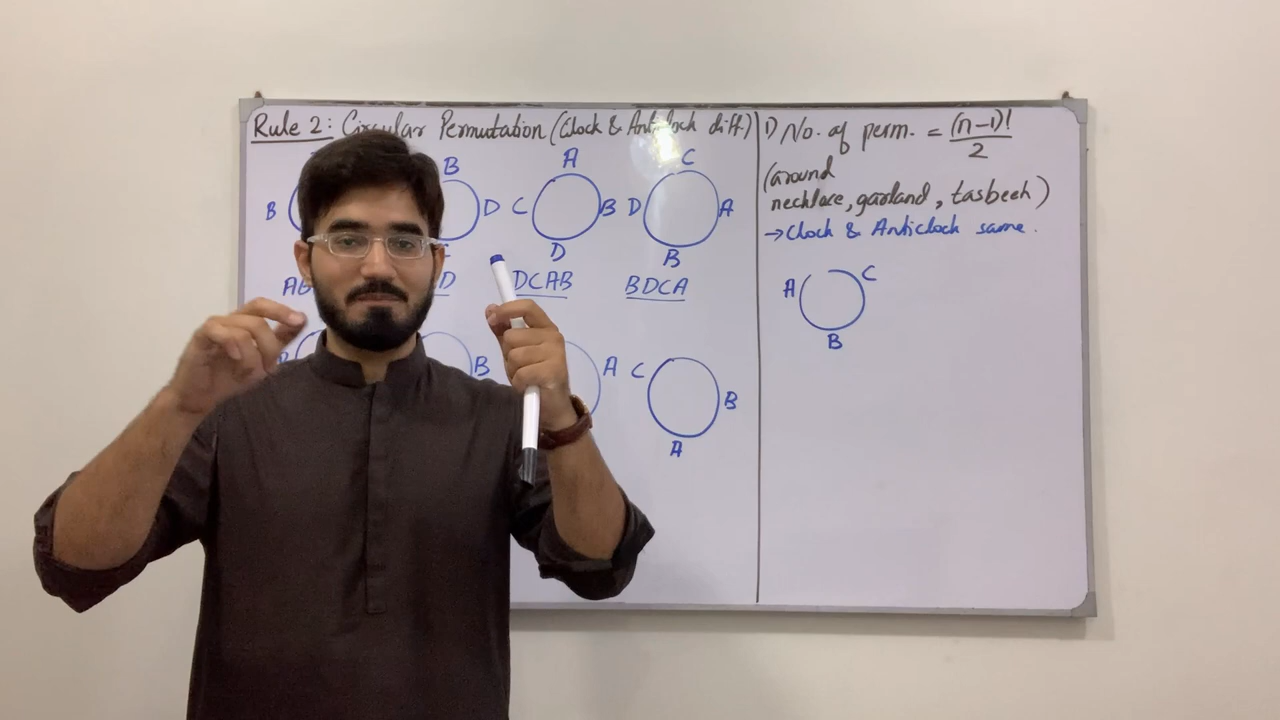 Rule 2: Circular Permutation (Clock & Anticlock diff)
B
B D
A
C B
D
C
D A
B
D
DCAB
BDCA
B
B
A
C B
A
1) No. of perm. = (n-1)!
2
(around
necklace, garland, tasbeeh)
→ Clock & Anticlock same.
A C
B